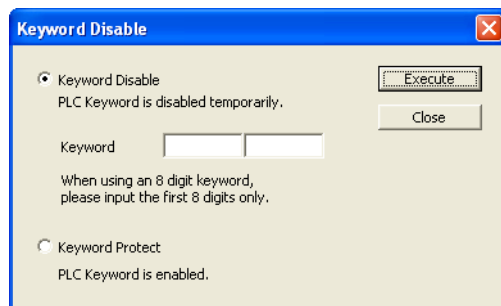 Keyword Disable
Keyword Disable
Execute
PLC Keyword is disabled temporarily.
Close
Keyword
When using an 8 digit keyword,
please input the first 8 digits only.
Keyword Protect
PLC Keyword is enabled.